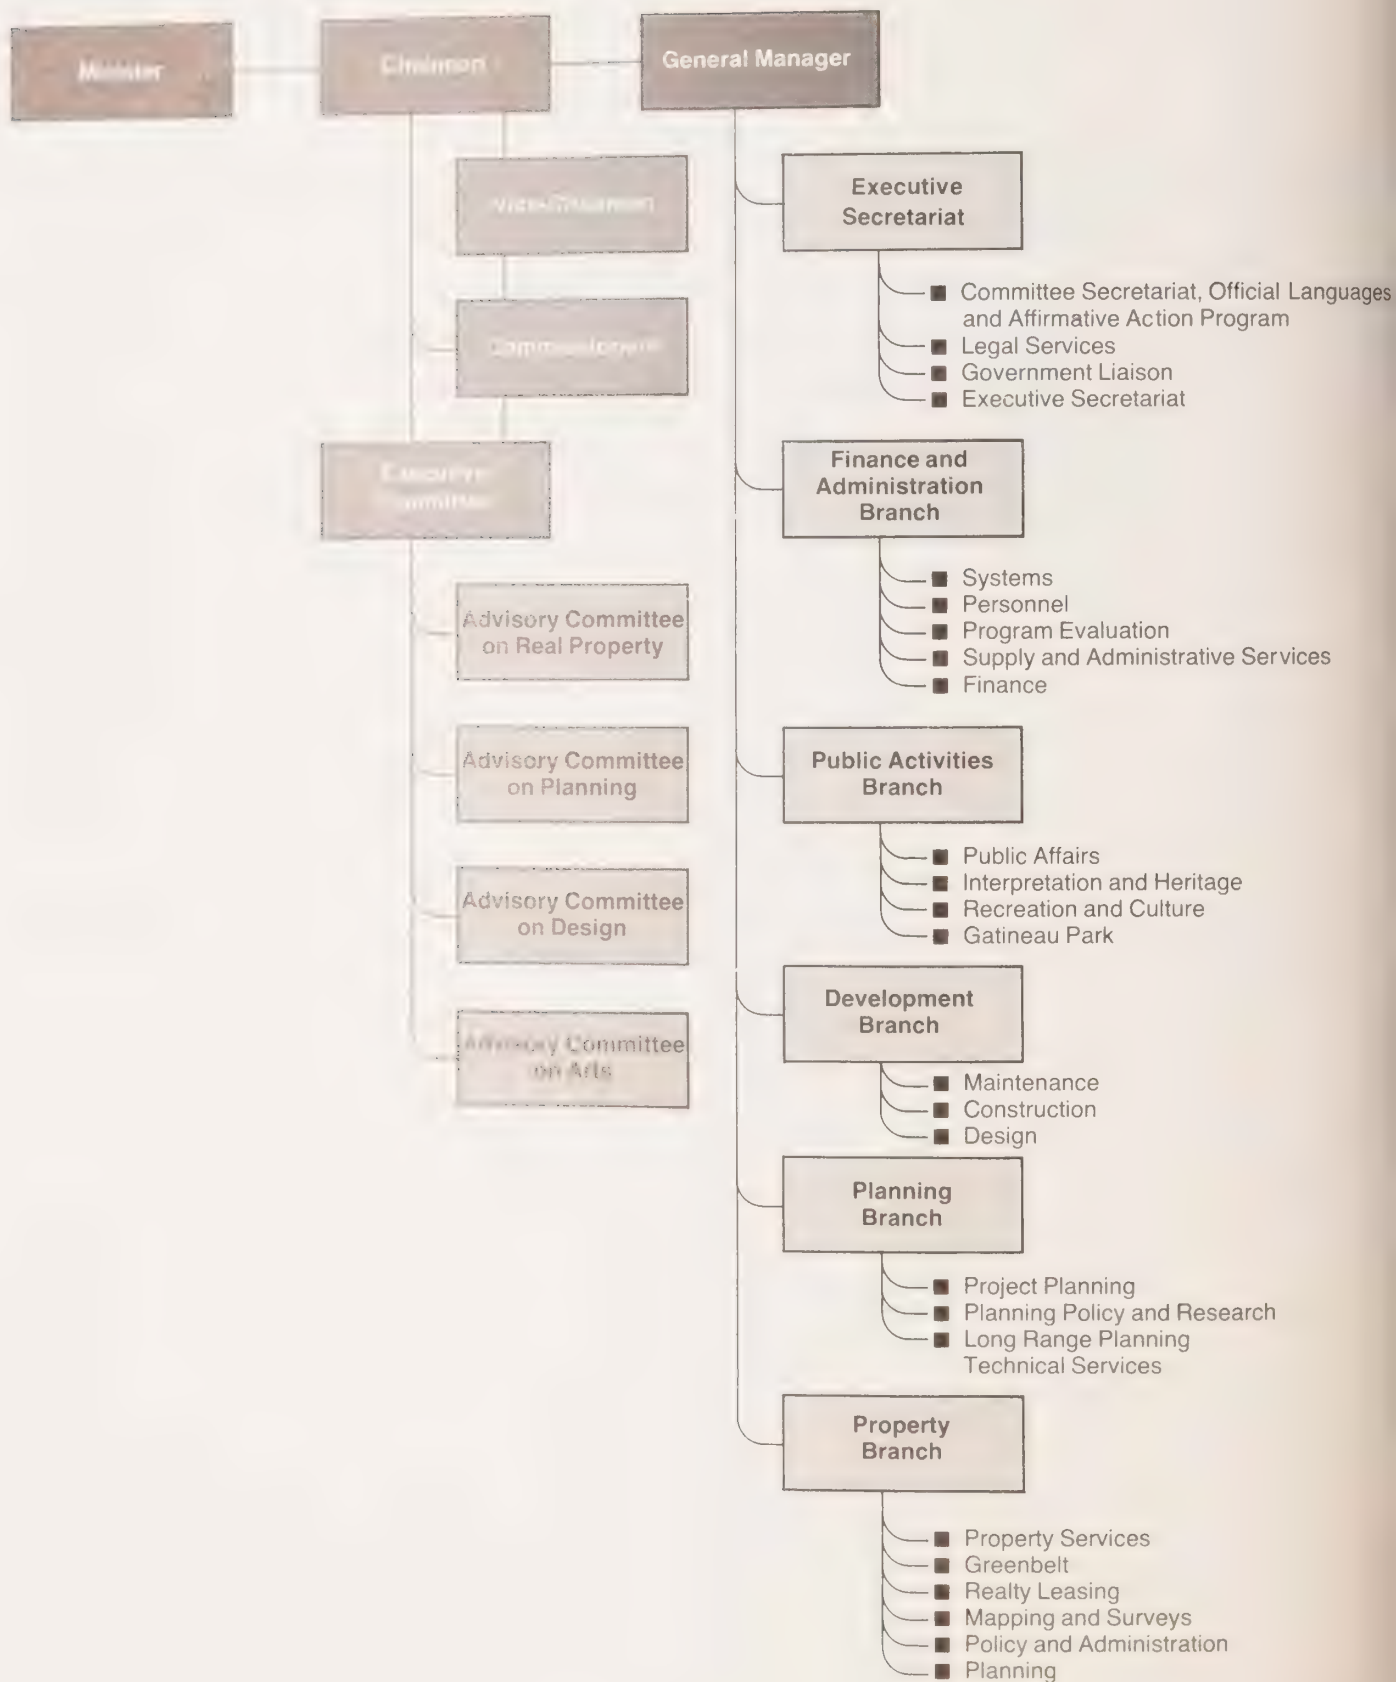 Minister
Chairman
General Manager
Vice-Chairman
Commissioners
Executive
Committee
Advisory Committee
on Real Property
Advisory Committee
on Planning
Advisory Committee
on Design
Advisory Committee
on Arts
Executive
Secretariat
Committee Secretariat, Official Languages
and Affirmative Action Program
Legal Services
Government Liaison
Executive Secretariat
Finance and
Administration
Branch
Systems
Personnel
Program Evaluation
Supply and Administrative Services
Finance
Public Activities
Branch
Public Affairs
Interpretation and Heritage
Recreation and Culture
Gatineau Park
Development
Branch
Maintenance
Construction
Design
Planning
Branch
Project Planning
Planning Policy and Research
Long Range Planning
Technical Services
Property
Branch
Property Services
Greenbelt
Realty Leasing
Mapping and Surveys
Policy and Administration
Planning